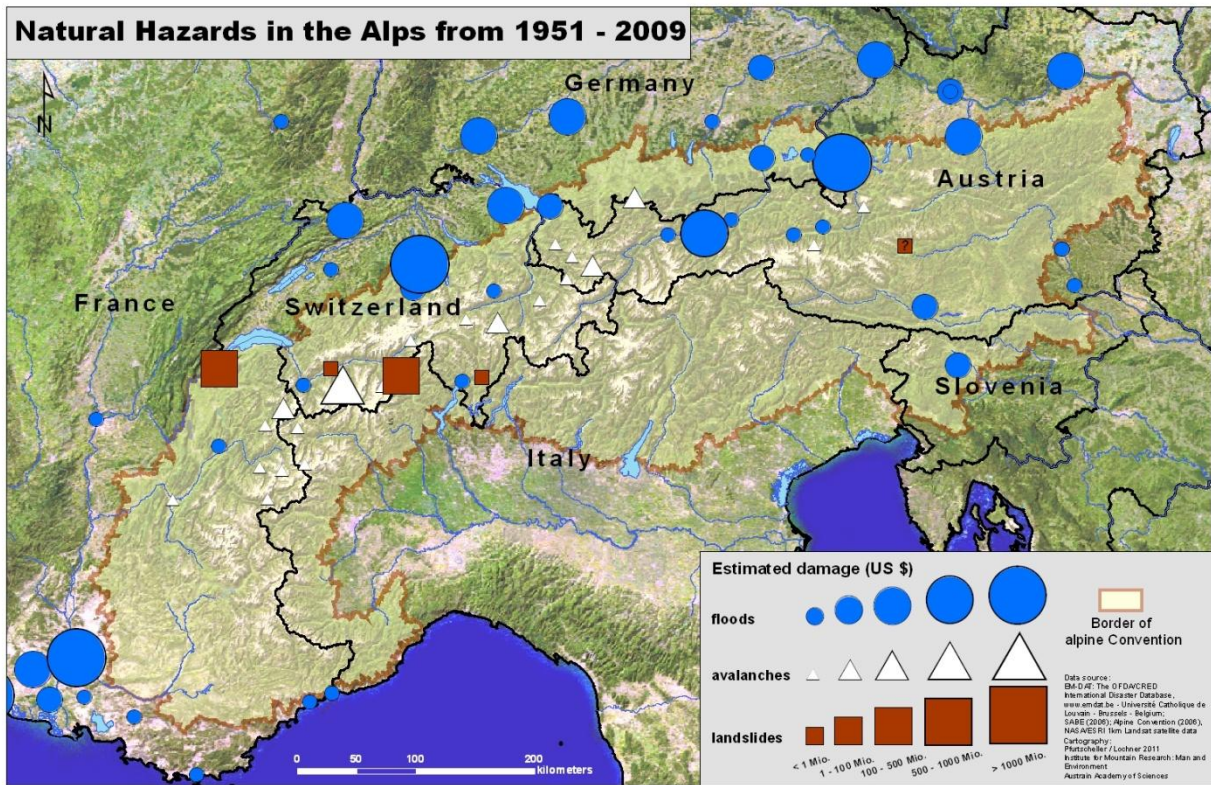 Natural Hazards in the Alps from 1951 - 2009
N
Germany
Austria
France
Switzerland
?
Slovenia
Italy
0 50 100 200
kilometers
Estimated damage (US $)
floods
avalanches
landslides
< 1 Mio.
1 - 100 Mio.
100 - 500 Mio.
500 - 1000 Mio.
> 1000 Mio.
Border of
alpine Convention
Data source:
EM-DAT: The OFDA/CRED
International Disaster Database,
www.emdat.be - Université Catholique de
Louvain - Brussels - Belgium;
SABE (2006); Alpine Convention (2006),
NASA/ESRI 1km Landsat satellite data
Cartography:
Pfurtscheller / Lochner 2011
Institute for Mountain Research: Man and
Environment
Austrain Academy of Sciences